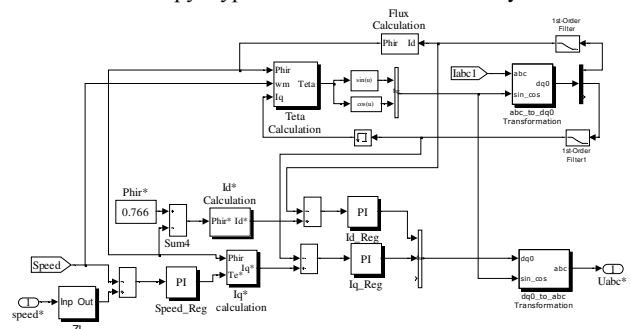 Flux
Calculation
Phir Id
1st-Order
Filter
Phir
wm Teta
Iq
Teta
Calculation
sin(u)
cos(u)
Iabc1
abc
dq0
sin_cos
abc_to_dq0
Transformation
1st-Order
Filter1
Phir*
0.766
Id*
Calculation
Phir* Id*
Sum4
PI
Id_Reg
Speed
Phir
Iq*
Te*
Iq*
calculation
PI
Iq_Reg
PI
Speed_Reg
1
speed*
Inp Out
dq0
abc
sin_cos
dq0_to_abc
Transformation
1
Uabc*